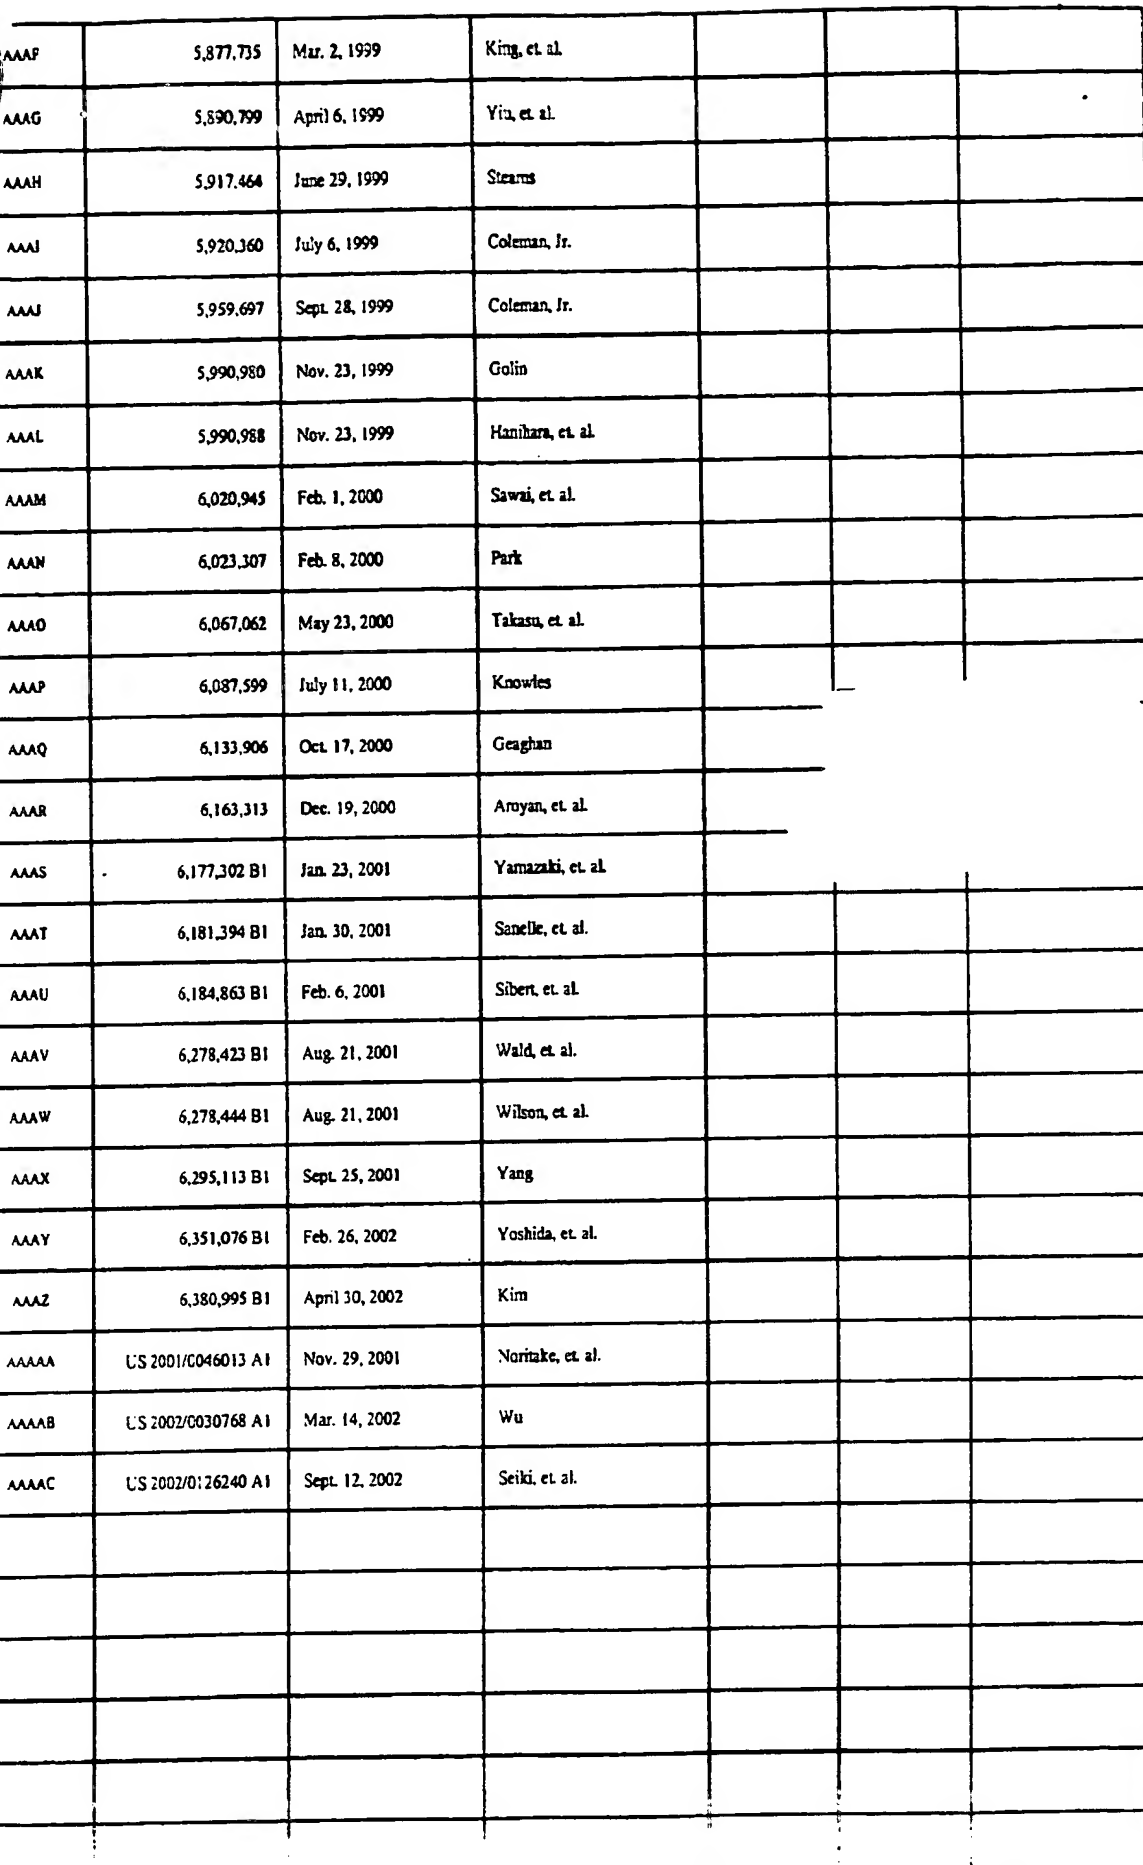 AAAF 5,877,735 Mar. 2, 1999 King, et. al.
AAAG 5,890,799 April 6, 1999 Yiu, et. al.
AAAH 5,917,464 June 29, 1999 Stearns
AAAI 5,920,360 July 6, 1999 Coleman, Jr.
AAAJ 5,959,697 Sept. 28, 1999 Coleman, Jr.
AAAK 5,990,980 Nov. 23, 1999 Golin
AAAL 5,990,988 Nov. 23, 1999 Hanihara, et. al.
AAAM 6,020,945 Feb. 1, 2000 Sawai, et. al.
AAAN 6,023,307 Feb. 8, 2000 Park
AAAO 6,067,062 May 23, 2000 Takasu, et. al.
AAAP 6,087,599 July 11, 2000 Knowles
AAAQ 6,133,906 Oct. 17, 2000 Geaghan
AAAR 6,163,313 Dec. 19, 2000 Aroyan, et. al.
AAAS 6,177,302 B1 Jan. 23, 2001 Yamazaki, et. al.
AAAT 6,181,394 B1 Jan. 30, 2001 Sanelle, et. al.
AAAU 6,184,863 B1 Feb. 6, 2001 Sibert, et. al.
AAAV 6,278,423 B1 Aug. 21, 2001 Wald, et. al.
AAAW 6,278,444 B1 Aug. 21, 2001 Wilson, et. al.
AAAX 6,295,113 B1 Sept. 25, 2001 Yang
AAAY 6,351,076 B1 Feb. 26, 2002 Yoshida, et. al.
AAAZ 6,380,995 B1 April 30, 2002 Kim
AAAAA US 2001/0046013 A1 Nov. 29, 2001 Noritake, et. al.
AAAAB US 2002/0030768 A1 Mar. 14, 2002 Wu
AAAAC US 2002/0126240 A1 Sept. 12, 2002 Seiki, et. al.